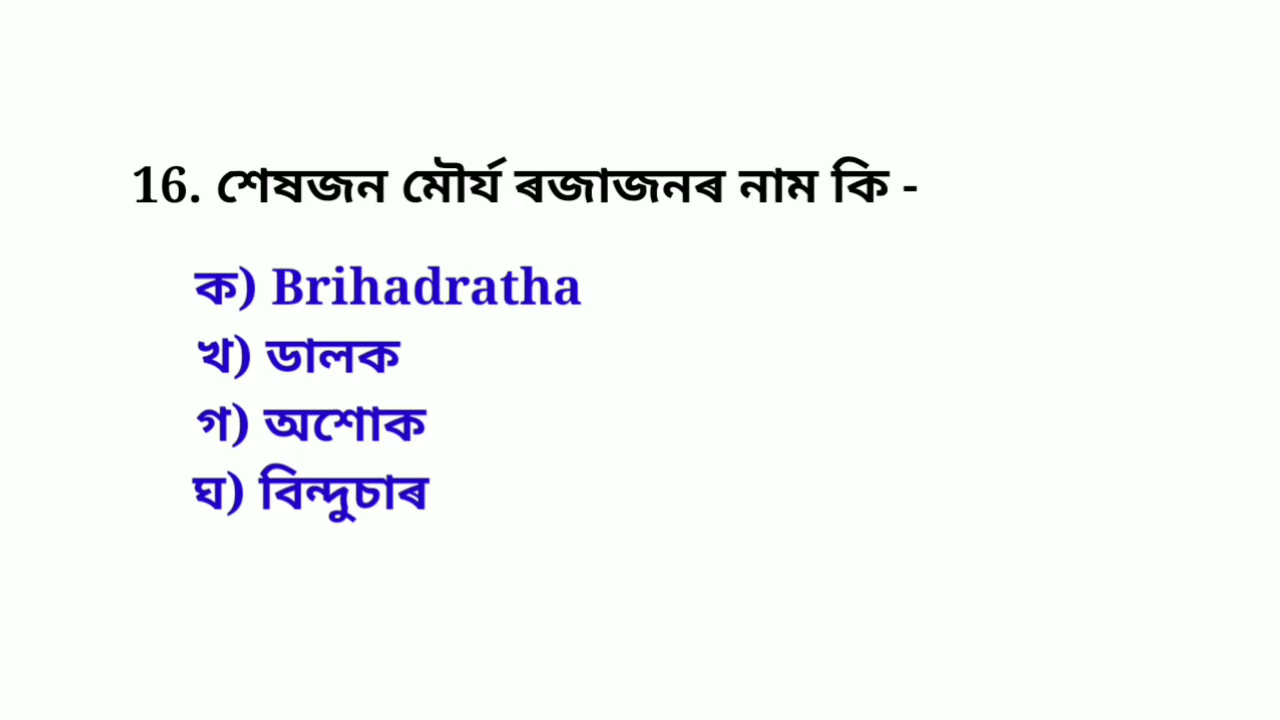 16. শেষজন মৌৰ্য ৰজাজনৰ নাম কি -
ক) Brihadratha
খ) ডালক
গ) অশোক
ঘ) বিন্দুচাৰ